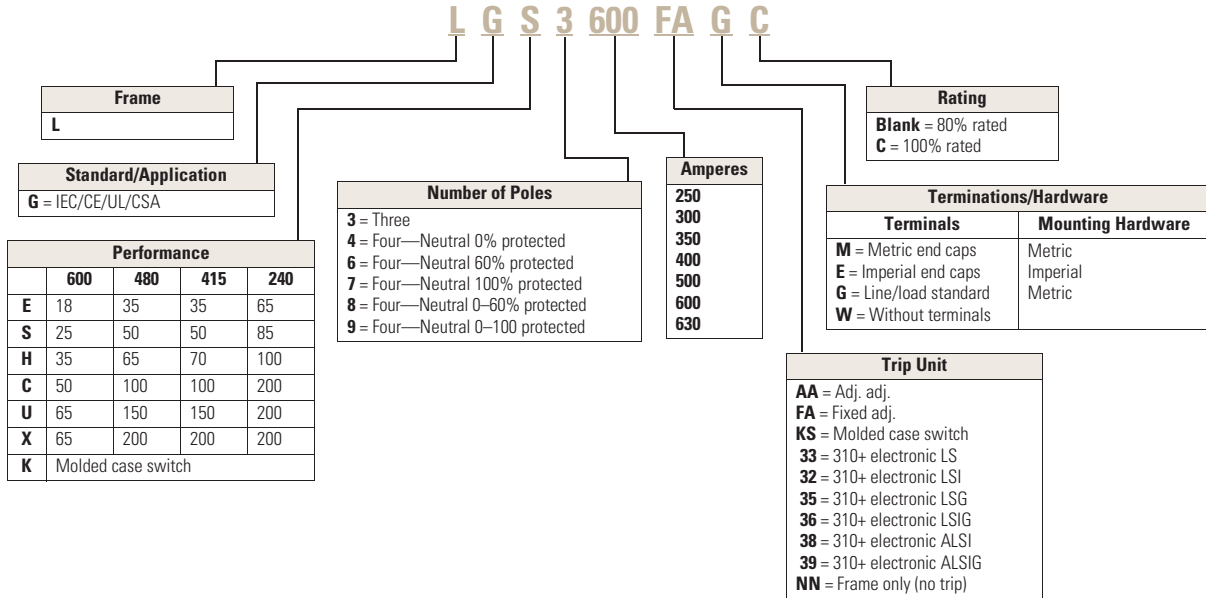 L G S 3 600 FA G C
Frame
L
Standard/Application
G = IEC/CE/UL/CSA
Performance
600 480 415 240
E 18 35 35 65
S 25 50 50 85
H 35 65 70 100
C 50 100 100 200
U 65 150 150 200
X 65 200 200 200
K Molded case switch
Number of Poles
3 = Three
4 = Four—Neutral 0% protected
6 = Four—Neutral 60% protected
7 = Four—Neutral 100% protected
8 = Four—Neutral 0–60% protected
9 = Four—Neutral 0–100 protected
Amperes
250
300
350
400
500
600
630
Trip Unit
AA = Adj. adj.
FA = Fixed adj.
KS = Molded case switch
33 = 310+ electronic LS
32 = 310+ electronic LSI
35 = 310+ electronic LSG
36 = 310+ electronic LSIG
38 = 310+ electronic ALSI
39 = 310+ electronic ALSIG
NN = Frame only (no trip)
Terminations/Hardware
Terminals Mounting Hardware
M = Metric end caps Metric
E = Imperial end caps Imperial
G = Line/load standard Metric
W = Without terminals
Rating
Blank = 80% rated
C = 100% rated